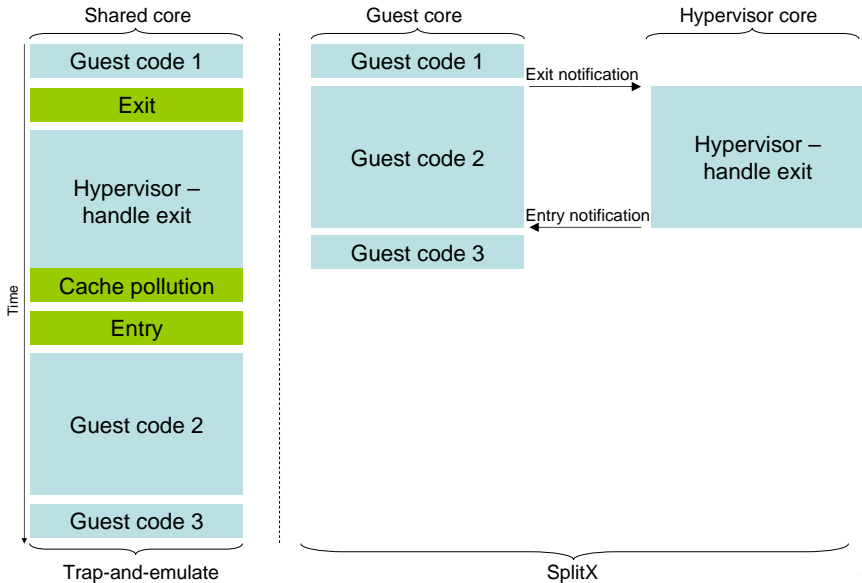 Shared core
Guest core
Hypervisor core
Guest code 1
Exit
Hypervisor –
handle exit
Cache pollution
Entry
Guest code 2
Guest code 3
Time
Trap-and-emulate
Guest code 1
Exit notification
Guest code 2
Hypervisor –
handle exit
Entry notification
Guest code 3
SplitX